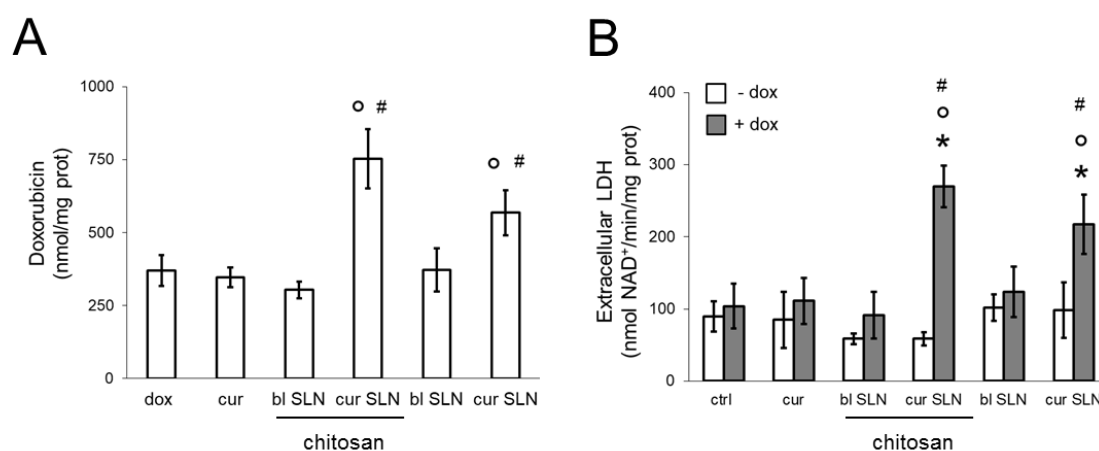 A
Doxorubicin
(nmol/mg prot)
1000
750
500
250
0
° #
° #
dox cur bl SLN cur SLN bl SLN cur SLN
chitosan
B
Extracellular LDH
(nmol NAD⁺/min/mg prot)
- dox
+ dox
400
300
200
100
0
#
°
*
#
°
*
ctrl cur bl SLN cur SLN bl SLN cur SLN
chitosan